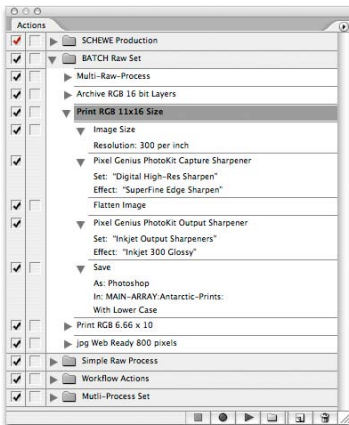 Actions
SCHEWE Production
BATCH Raw Set
Multi-Raw-Process
Archive RGB 16 bit Layers
Print RGB 11x16 Size
Image Size
Resolution: 300 per inch
Pixel Genius PhotoKit Capture Sharpener
Set: "Digital High-Res Sharpen"
Effect: "SuperFine Edge Sharpen"
Flatten Image
Pixel Genius PhotoKit Output Sharpener
Set: "Inkjet Output Sharpeners"
Effect: "Inkjet 300 Glossy"
Save
As: Photoshop
In: MAIN-ARRAY:Antarctic-Prints:
With Lower Case
Print RGB 6.66 x 10
jpg Web Ready 800 pixels
Simple Raw Process
Workflow Actions
Mutli-Process Set